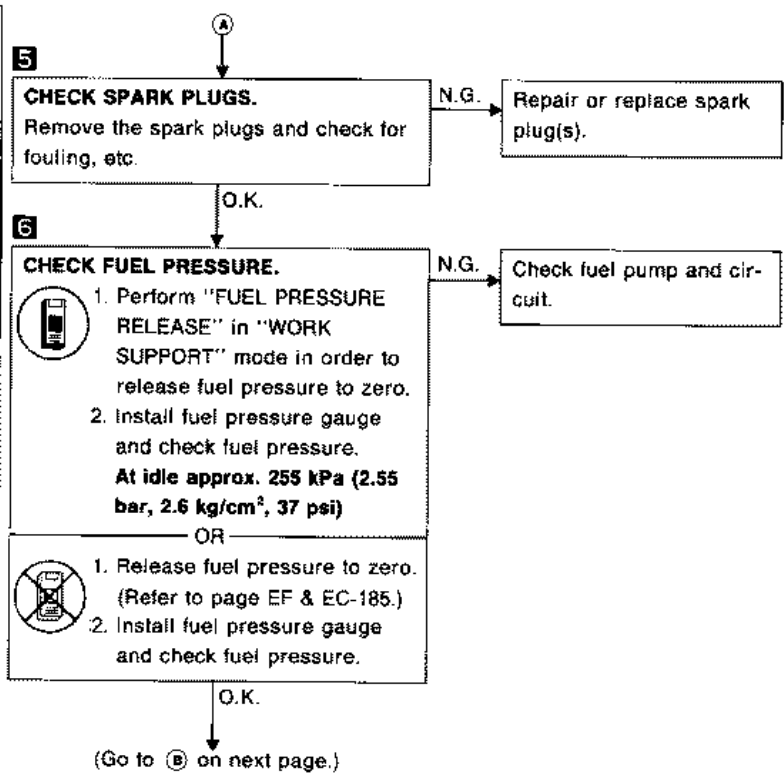 A
5
CHECK SPARK PLUGS.
Remove the spark plugs and check for
fouling, etc.
N.G.
Repair or replace spark
plug(s).
O.K.
6
CHECK FUEL PRESSURE.
1. Perform "FUEL PRESSURE
RELEASE" in "WORK
SUPPORT" mode in order to
release fuel pressure to zero.
2. Install fuel pressure gauge
and check fuel pressure.
At idle approx. 255 kPa (2.55
bar, 2.6 kg/cm², 37 psi)
N.G.
Check fuel pump and cir-
cuit.
OR
1. Release fuel pressure to zero.
(Refer to page EF & EC-185.)
2. Install fuel pressure gauge
and check fuel pressure.
O.K.
(Go to B on next page.)